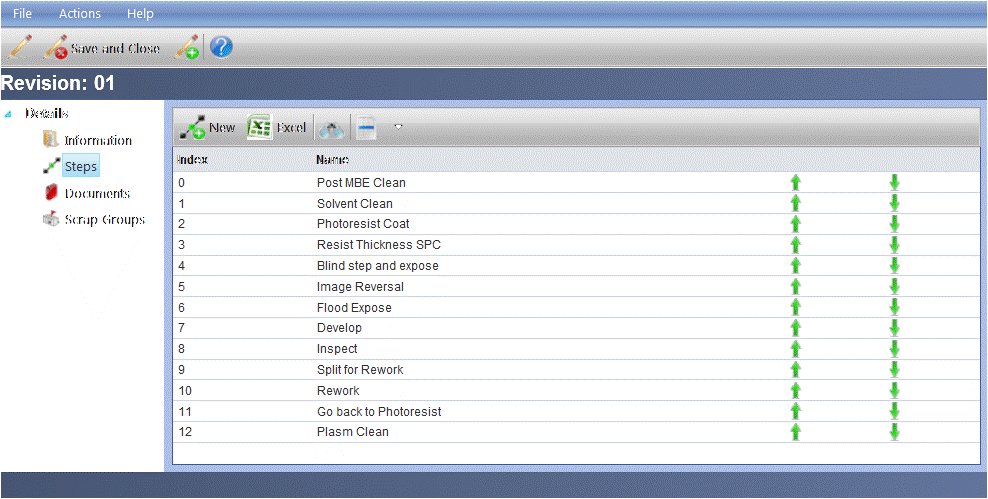 File Actions Help
Save and Close
Revision: 01
Details
Information
Steps
Documents
Scrap Groups
New Excel
Index Name
0 Post MBE Clean
1 Solvent Clean
2 Photoresist Coat
3 Resist Thickness SPC
4 Blind step and expose
5 Image Reversal
6 Flood Expose
7 Develop
8 Inspect
9 Split for Rework
10 Rework
11 Go back to Photoresist
12 Plasm Clean